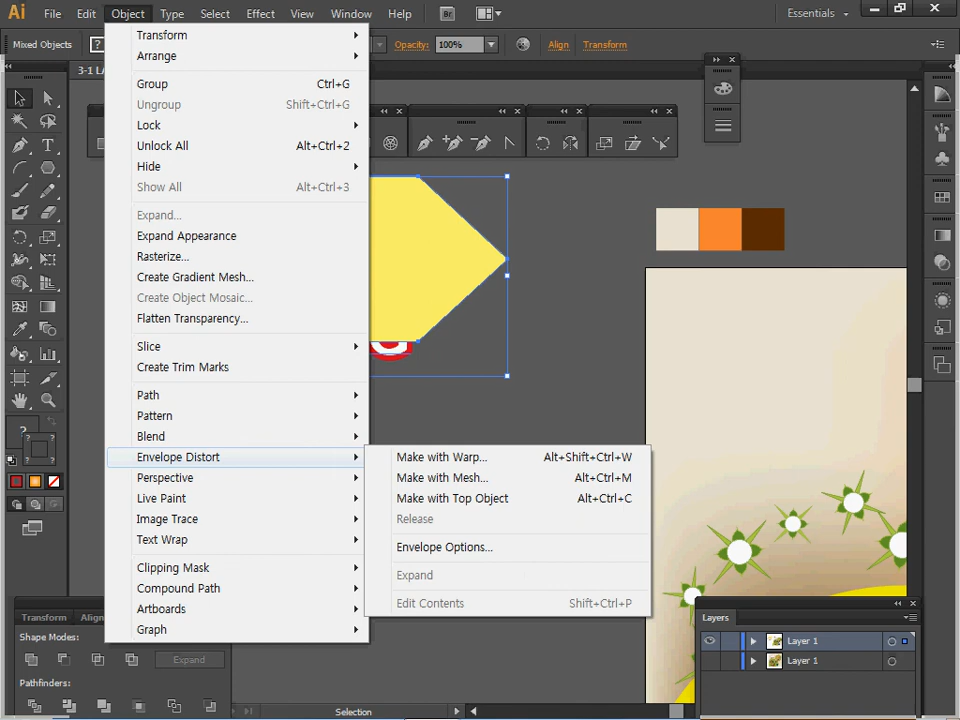 Ai File Edit Object Type Select Effect View Window Help Br Essentials
Mixed Objects ? Opacity: 100% Align Transform
Transform
Arrange
Group Ctrl+G
Ungroup Shift+Ctrl+G
Lock
Unlock All Alt+Ctrl+2
Hide
Show All Alt+Ctrl+3
Expand...
Expand Appearance
Rasterize...
Create Gradient Mesh...
Create Object Mosaic...
Flatten Transparency...
Slice
Create Trim Marks
Path
Pattern
Blend
Envelope Distort
Perspective
Live Paint
Image Trace
Text Wrap
Clipping Mask
Compound Path
Artboards
Graph
Make with Warp... Alt+Shift+Ctrl+W
Make with Mesh... Alt+Ctrl+M
Make with Top Object Alt+Ctrl+C
Release
Envelope Options...
Expand
Edit Contents Shift+Ctrl+P
?
Transform
Shape Modes:
Expand
Pathfinders:
Selection
Layers
Layer 1
Layer 1